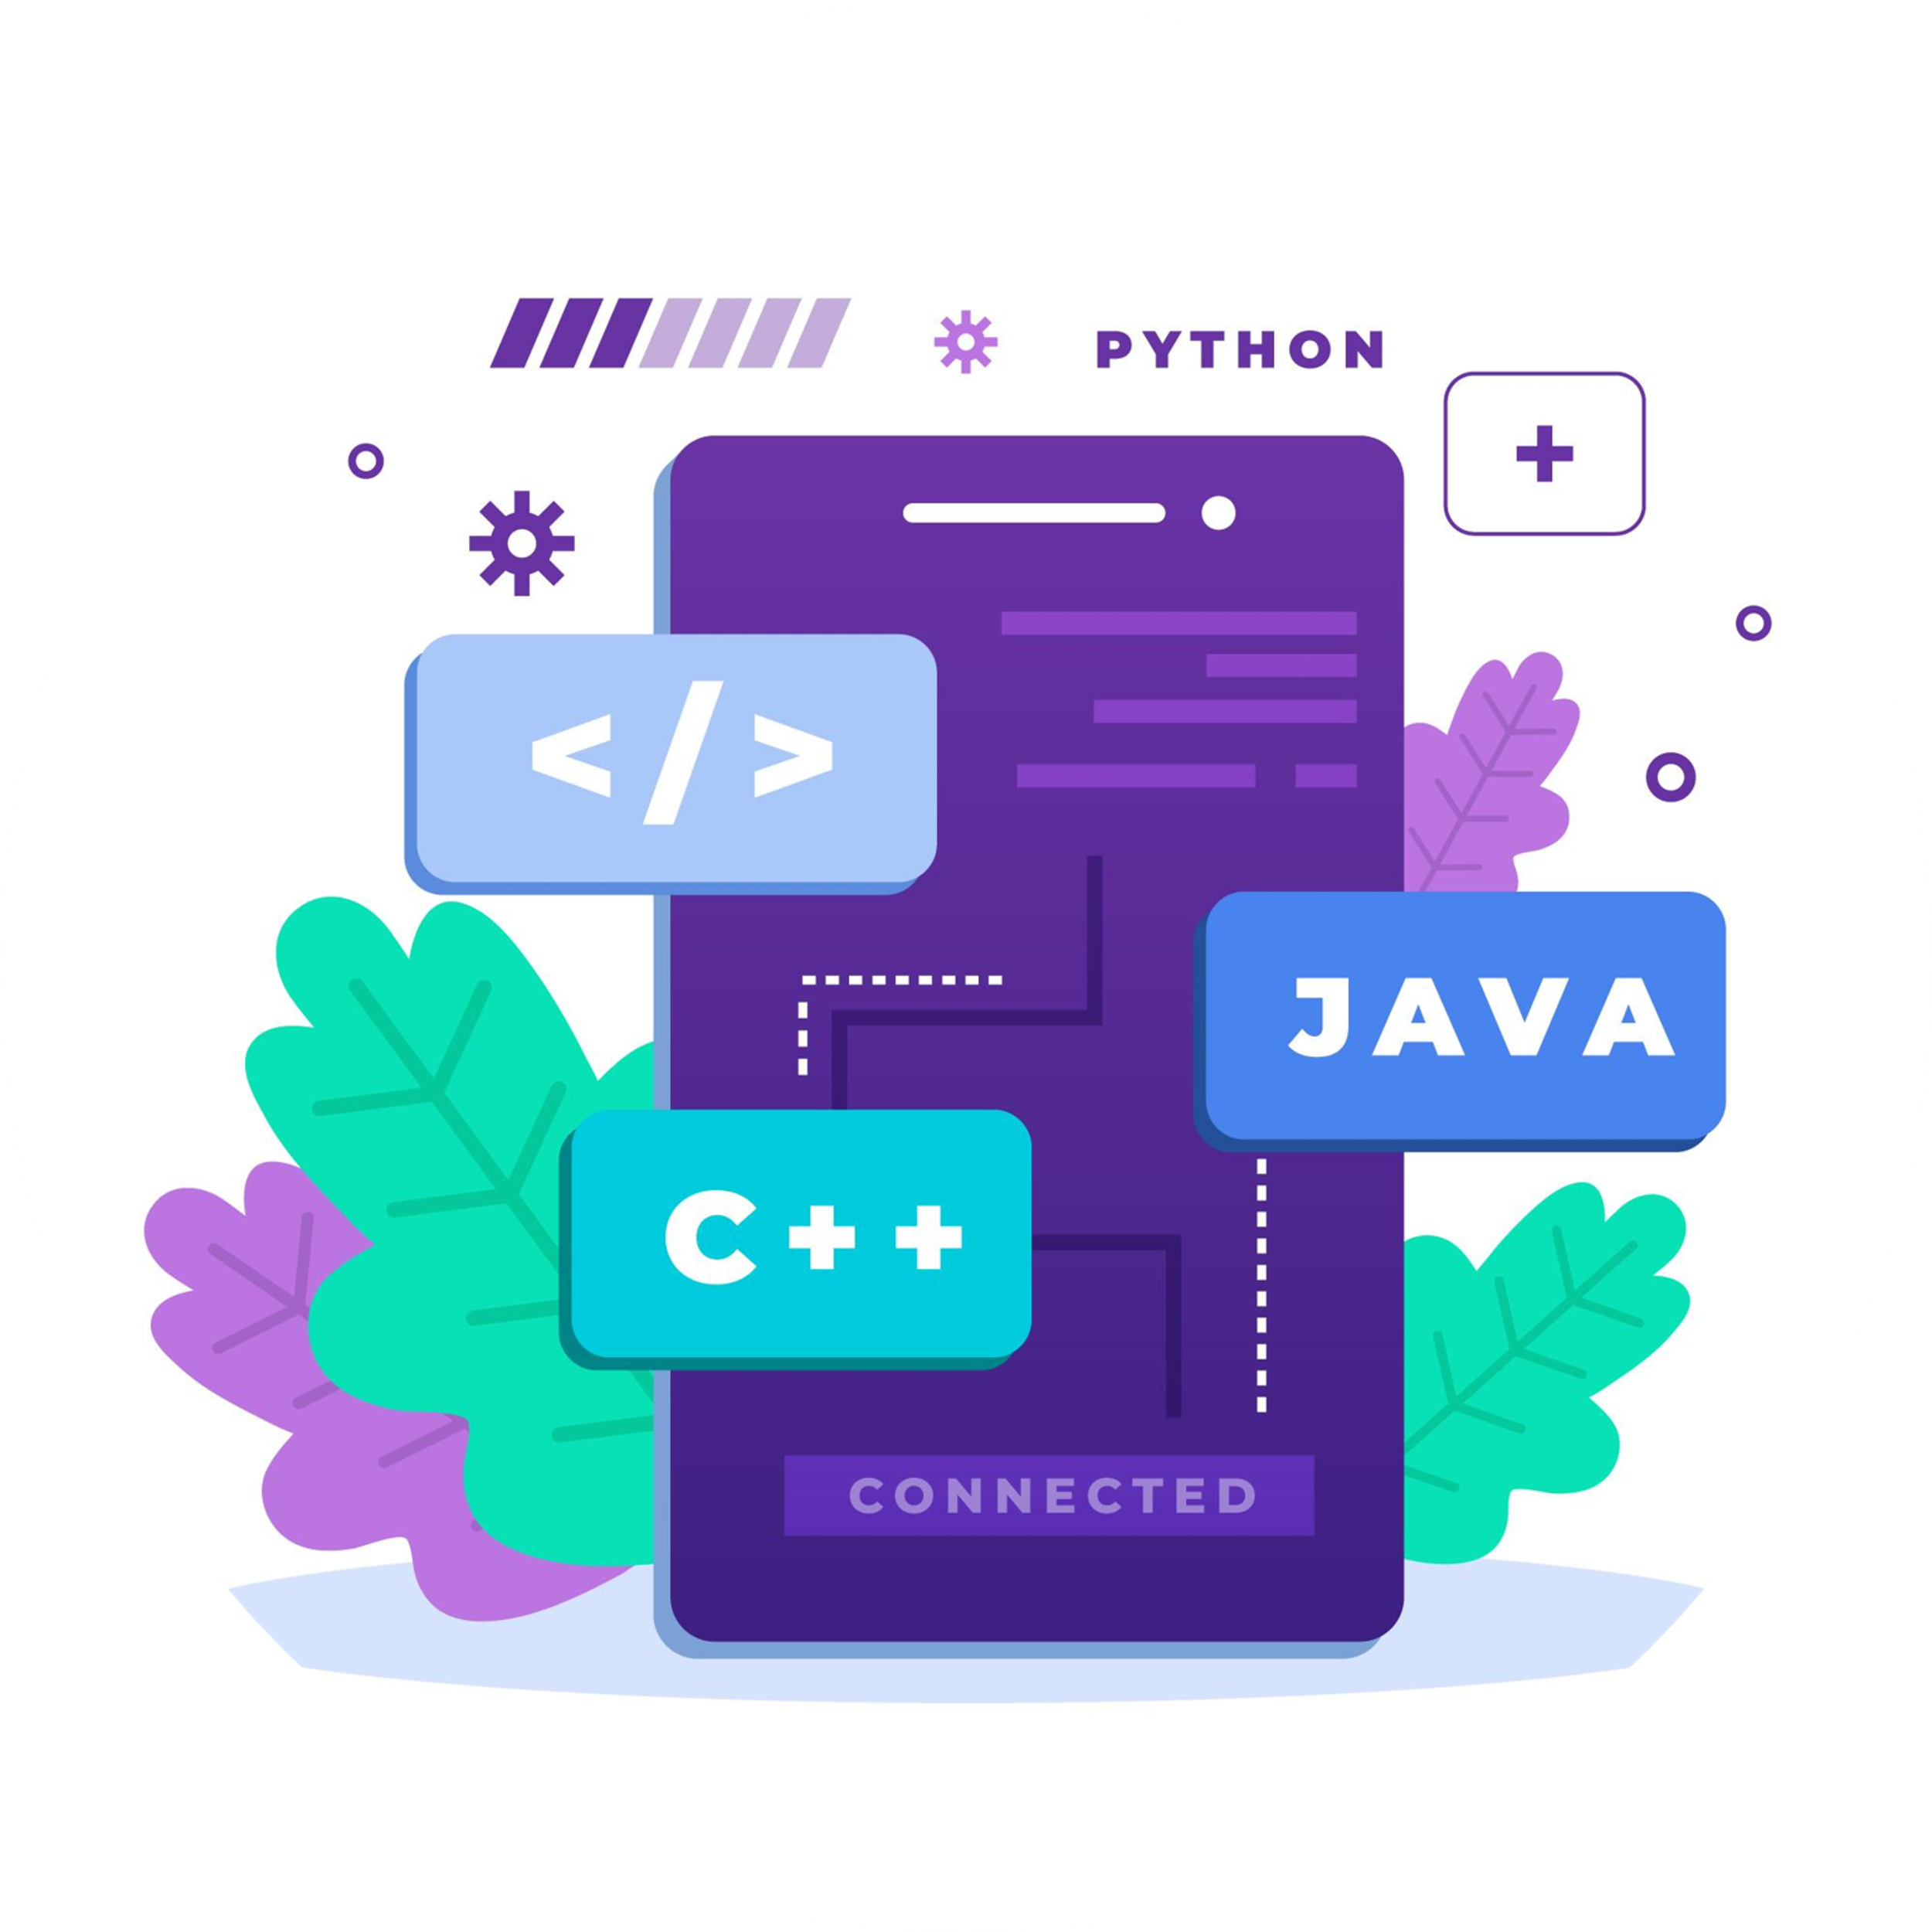 PYTHON
+
</>
JAVA
C++
CONNECTED